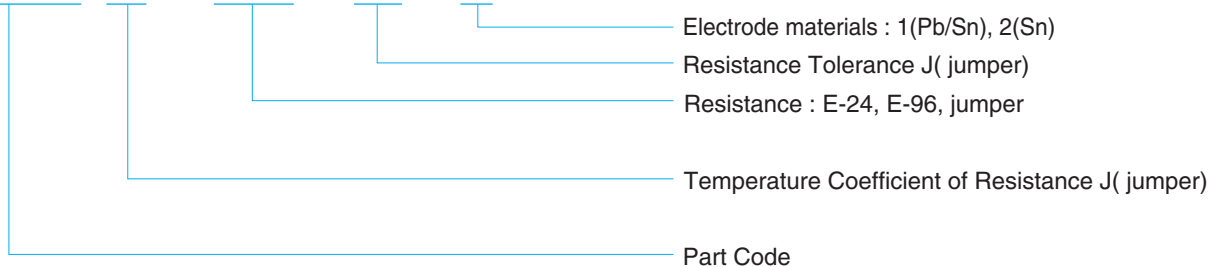 Electrode materials : 1(Pb/Sn), 2(Sn)
Resistance Tolerance J( jumper)
Resistance : E-24, E-96, jumper
Temperature Coefficient of Resistance J( jumper)
Part Code